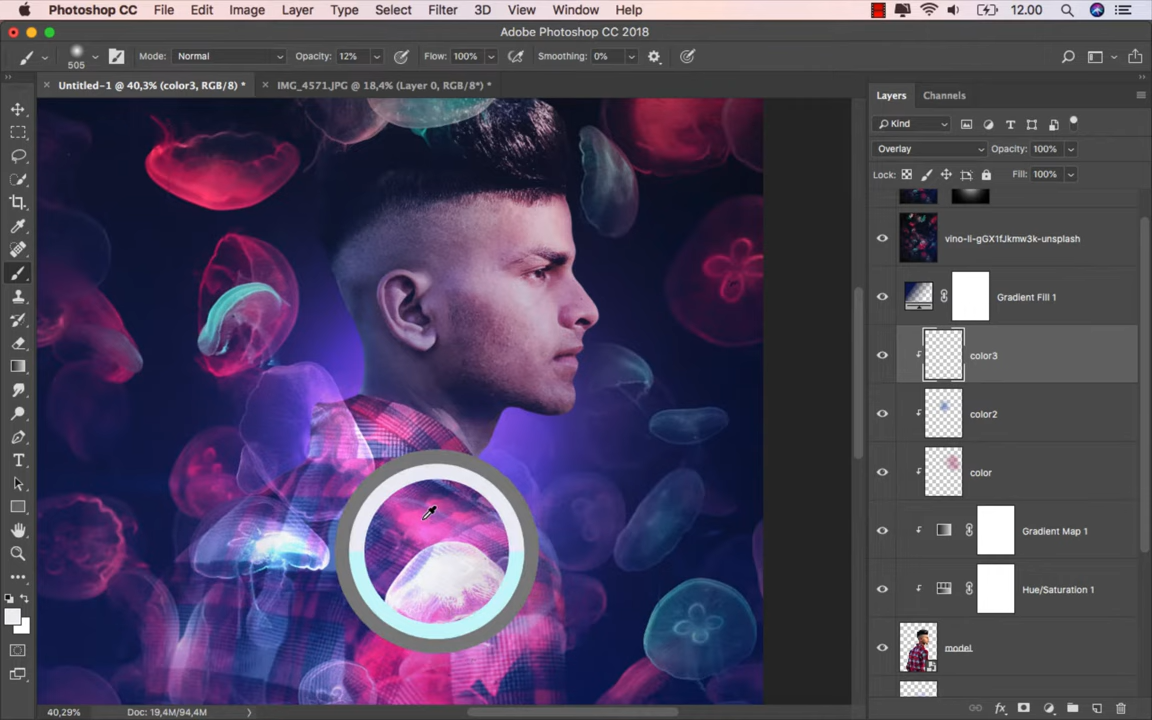 Photoshop CC File Edit Image Layer Type Select Filter 3D View Window Help 12.00
Adobe Photoshop CC 2018
505 Mode: Normal Opacity: 12% Flow: 100% Smoothing: 0%
Untitled-1 @ 40,3% (color3, RGB/8) * IMG_4571.JPG @ 18,4% (Layer 0, RGB/8*) *
Layers Channels
Kind
Overlay Opacity: 100%
Lock: Fill: 100%
vino-li-gGX1fJkmw3k-unsplash
Gradient Fill 1
color3
color2
color
Gradient Map 1
Hue/Saturation 1
model
40,29% Doc: 19,4M/94,4M